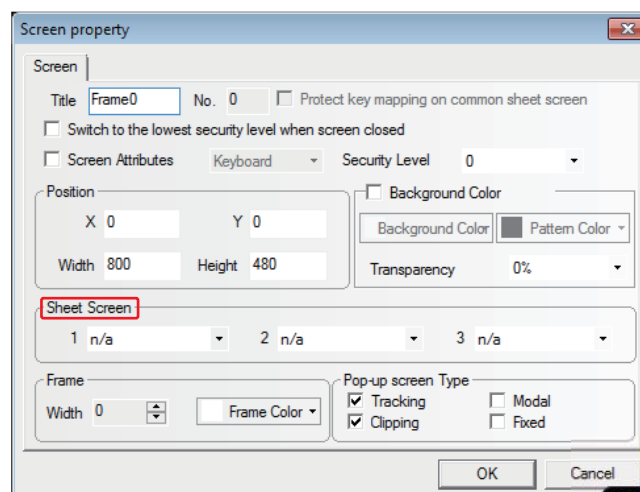 Screen property
Screen
Title Frame0 No. 0 Protect key mapping on common sheet screen
Switch to the lowest security level when screen closed
Screen Attributes Keyboard Security Level 0
Position Background Color
X 0 Y 0 Background Color Pattern Color
Width 800 Height 480 Transparency 0%
Sheet Screen
1 n/a 2 n/a 3 n/a
Frame Pop-up screen Type
Width 0 Frame Color Tracking Modal
Clipping Fixed
OK Cancel